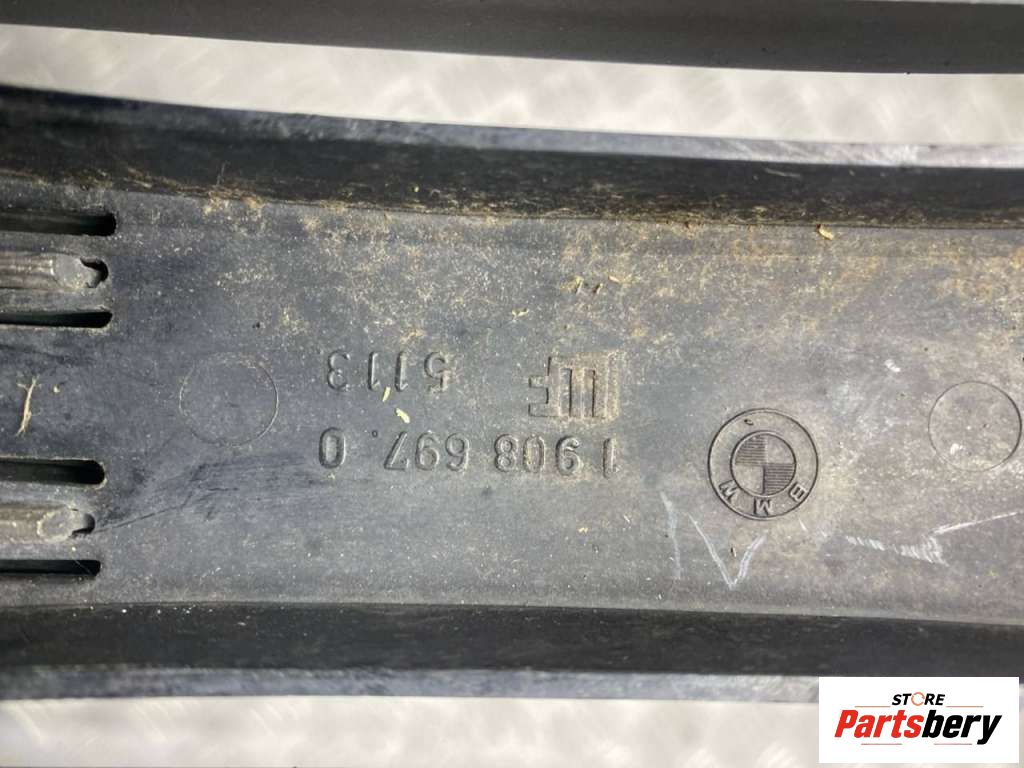 BMW
1 908 697.0
5113
STORE
Partsbery